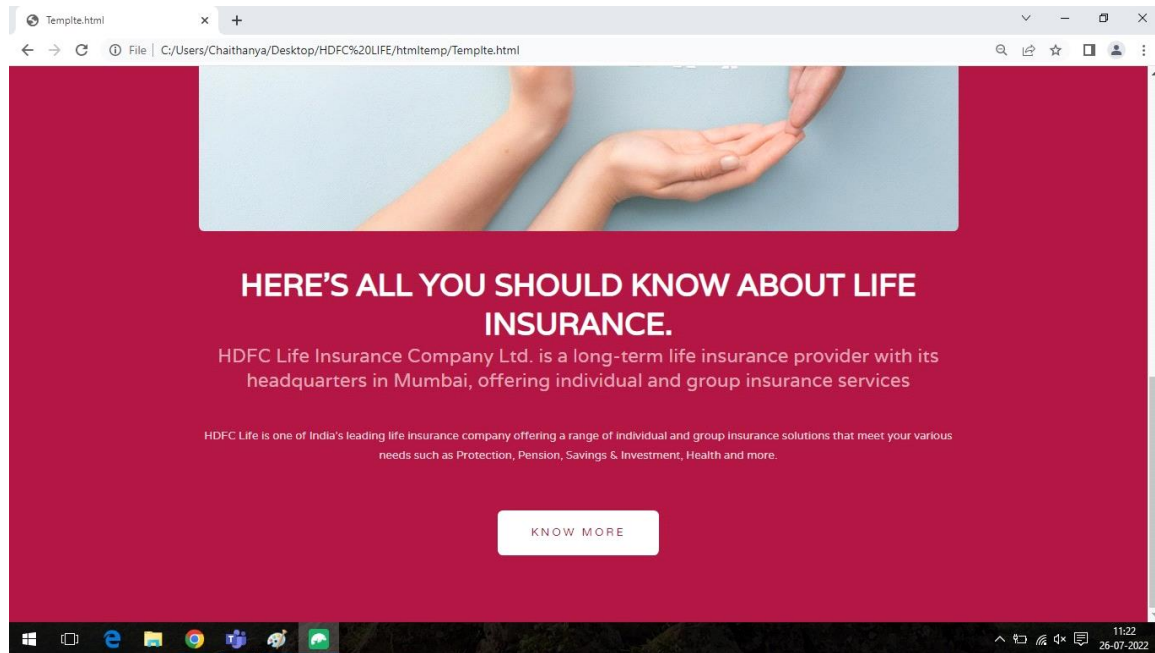 Templte.html
File | C:/Users/Chaithanya/Desktop/HDFC%20LIFE/htmltemp/Templte.html
HERE'S ALL YOU SHOULD KNOW ABOUT LIFE
INSURANCE.
HDFC Life Insurance Company Ltd. is a long-term life insurance provider with its
headquarters in Mumbai, offering individual and group insurance services
HDFC Life is one of India's leading life insurance company offering a range of individual and group insurance solutions that meet your various
needs such as Protection, Pension, Savings & Investment, Health and more.
KNOW MORE
11:22
26-07-2022